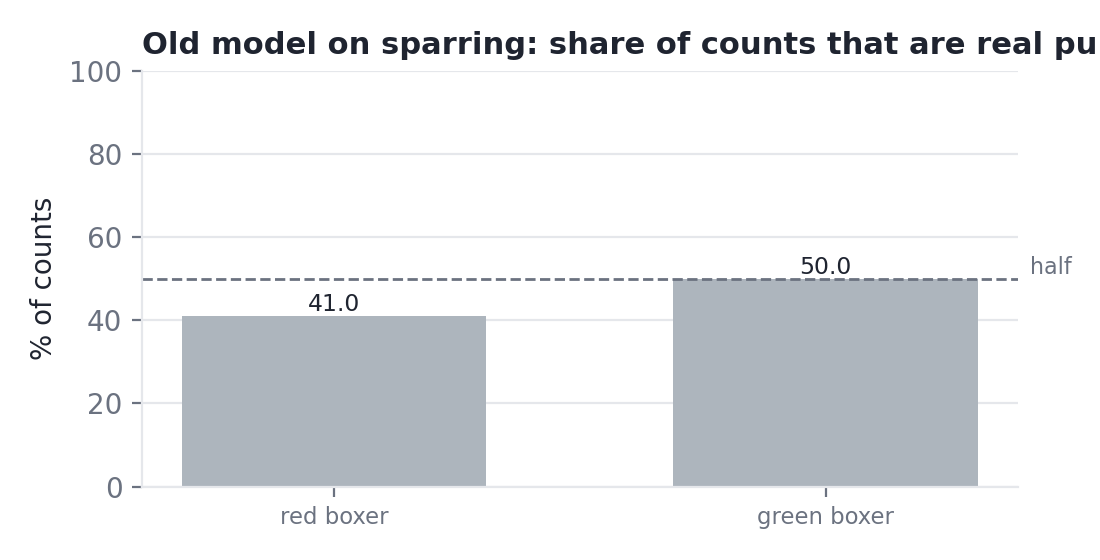 Old model on sparring: share of counts that are real pu
100
80
60
40
20
0
% of counts
half
41.0
50.0
red boxer
green boxer